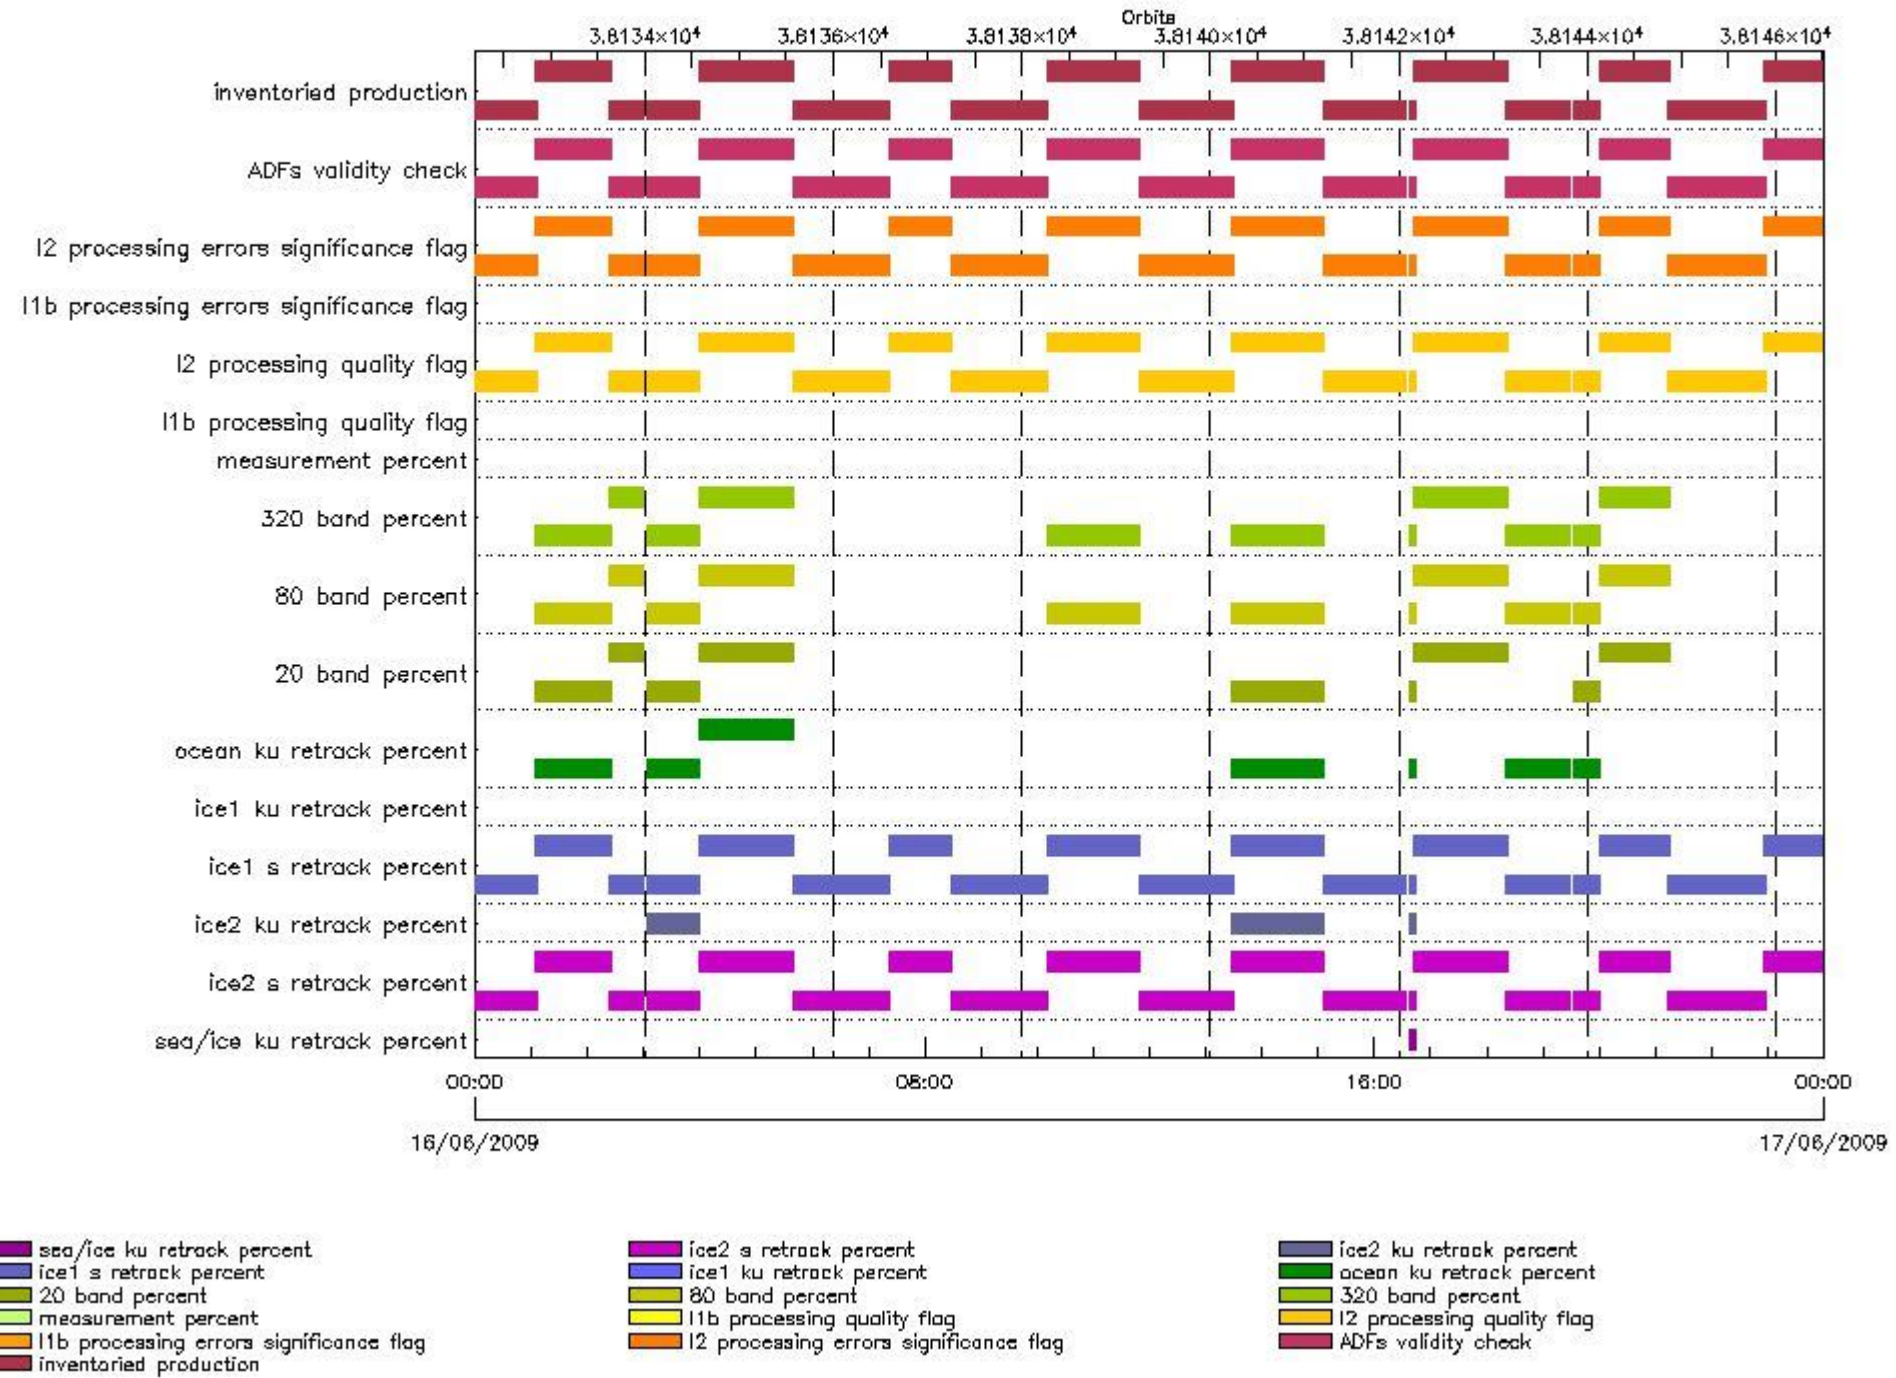 Orbits
3.8134×10⁴ 3.8136×10⁴ 3.8138×10⁴ 3.8140×10⁴ 3.8142×10⁴ 3.8144×10⁴ 3.8146×10⁴
inventoried production
ADFs validity check
l2 processing errors significance flag
l1b processing errors significance flag
l2 processing quality flag
l1b processing quality flag
measurement percent
320 band percent
80 band percent
20 band percent
ocean ku retrack percent
ice1 ku retrack percent
ice1 s retrack percent
ice2 ku retrack percent
ice2 s retrack percent
sea/ice ku retrack percent
00:00 08:00 16:00 00:00
16/06/2009 17/06/2009
sea/ice ku retrack percent ice2 s retrack percent ice2 ku retrack percent
ice1 s retrack percent ice1 ku retrack percent ocean ku retrack percent
20 band percent 80 band percent 320 band percent
measurement percent l1b processing quality flag l2 processing quality flag
l1b processing errors significance flag l2 processing errors significance flag ADFs validity check
inventoried production